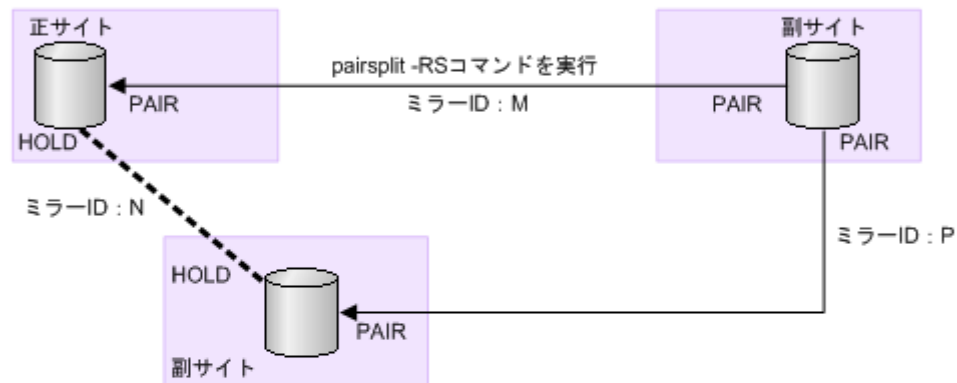 正サイト
副サイト
pairsplit -RSコマンドを実行
PAIR
ミラーID：M
PAIR
HOLD
PAIR
ミラーID：N
ミラーID：P
HOLD
PAIR
副サイト